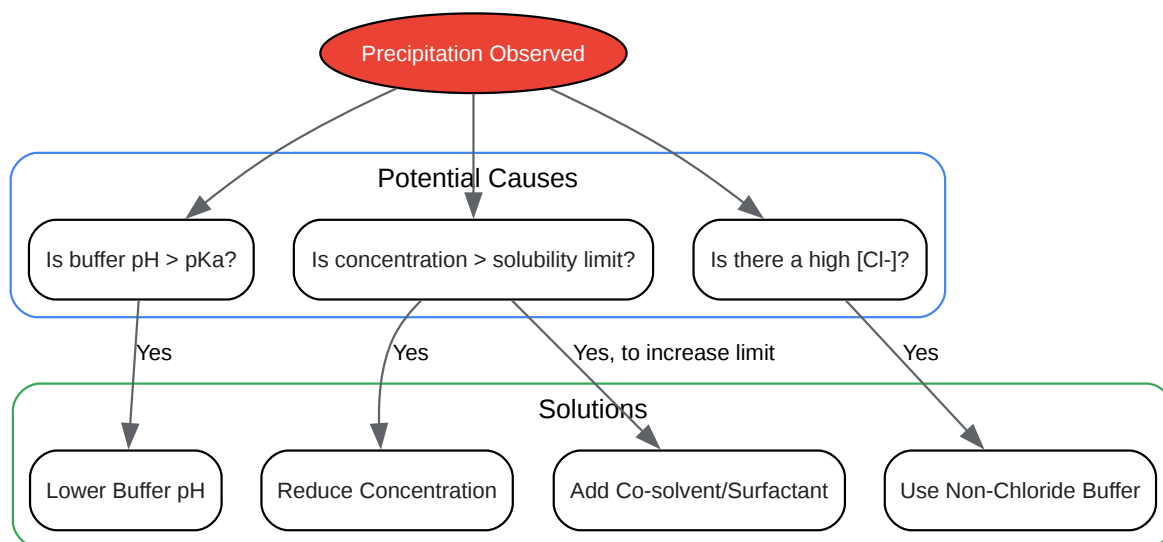 Precipitation Observed
Potential Causes
Is buffer pH > pKa?
Is concentration > solubility limit?
Is there a high [Cl-]?
Yes
Yes
Yes, to increase limit
Yes
Solutions
Lower Buffer pH
Reduce Concentration
Add Co-solvent/Surfactant
Use Non-Chloride Buffer